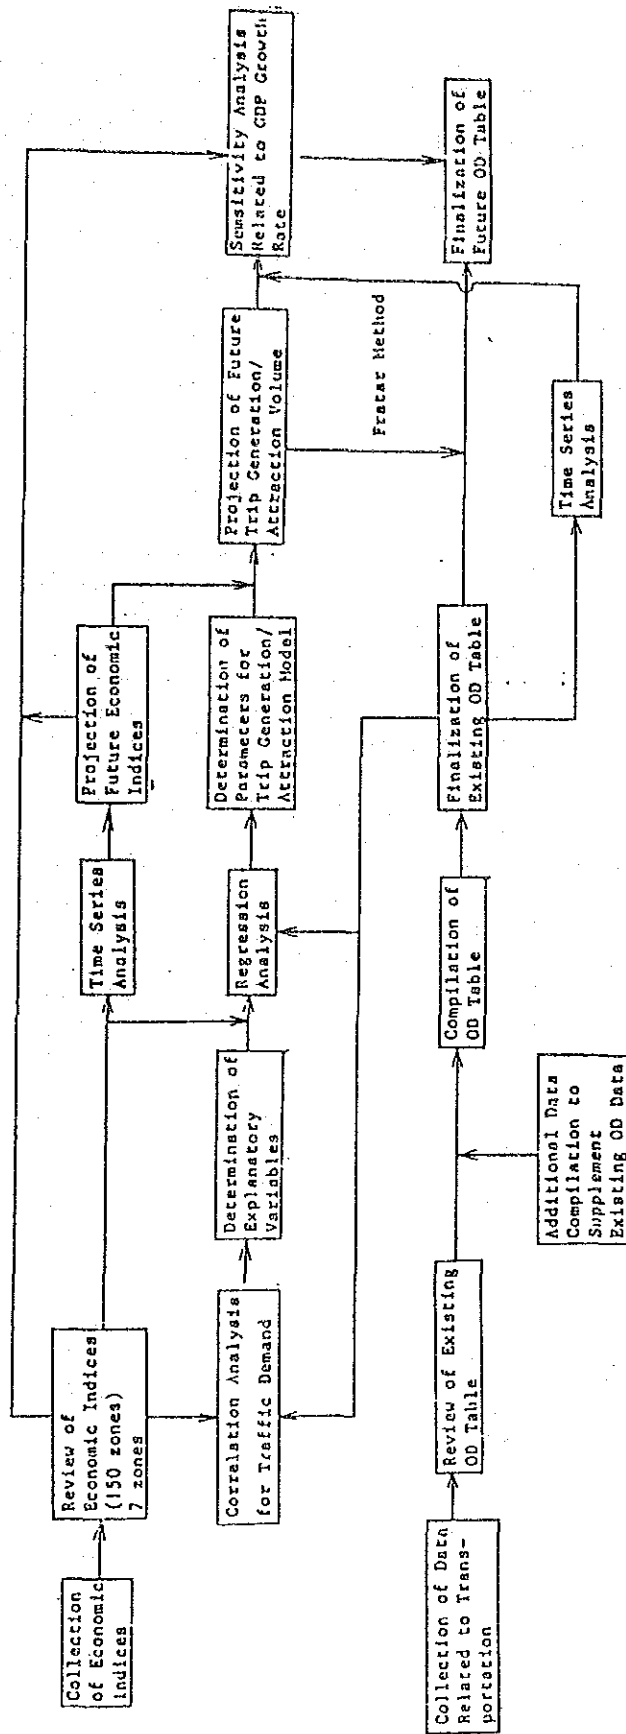 Collection
of Economic
Indices
Review of
Economic Indices
(150 zones)
7 zones
Time Series
Analysis
Projection of
Future Economic
Indices
Correlation Analysis
for Traffic Demand
Determination of
Explanatory
Variables
Regression
Analysis
Determination of
Parameters for
Trip Generation/
Attraction Model
Projection of Future
Trip Generation/
Attraction Volume
Sensitivity Analysis
Related to GDP Growth
Rate
Fratar Method
Collection of Data
Related to Trans-
portation
Review of Existing
OD Table
Compilation of
OD Table
Finalization of
Existing OD Table
Finalization of
Future OD Table
Additional Data
Compilation to
Supplement
Existing OD Data
Time Series
Analysis